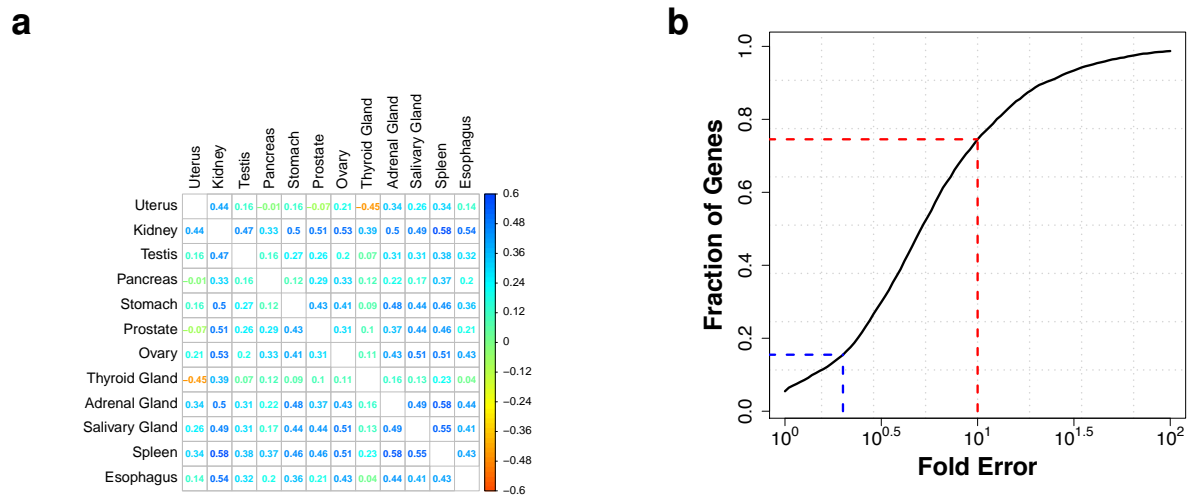 a
Uterus Kidney Testis Pancreas Stomach Prostate Ovary Thyroid Gland Adrenal Gland Salivary Gland Spleen Esophagus
Uterus 0.44 0.16 −0.01 0.16 −0.07 0.21 −0.45 0.34 0.26 0.34 0.14
Kidney 0.44 0.47 0.33 0.5 0.51 0.53 0.39 0.5 0.49 0.58 0.54
Testis 0.16 0.47 0.16 0.27 0.26 0.2 0.07 0.31 0.31 0.38 0.32
Pancreas −0.01 0.33 0.16 0.12 0.29 0.33 0.12 0.22 0.17 0.37 0.2
Stomach 0.16 0.5 0.27 0.12 0.43 0.41 0.09 0.48 0.44 0.46 0.36
Prostate −0.07 0.51 0.26 0.29 0.43 0.31 0.1 0.37 0.44 0.46 0.21
Ovary 0.21 0.53 0.2 0.33 0.41 0.31 0.11 0.43 0.51 0.51 0.43
Thyroid Gland −0.45 0.39 0.07 0.12 0.09 0.1 0.11 0.16 0.13 0.23 0.04
Adrenal Gland 0.34 0.5 0.31 0.22 0.48 0.37 0.43 0.16 0.49 0.58 0.44
Salivary Gland 0.26 0.49 0.31 0.17 0.44 0.44 0.51 0.13 0.49 0.55 0.41
Spleen 0.34 0.58 0.38 0.37 0.46 0.46 0.51 0.23 0.58 0.55 0.43
Esophagus 0.14 0.54 0.32 0.2 0.36 0.21 0.43 0.04 0.44 0.41 0.43
0.6
0.48
0.36
0.24
0.12
0
−0.12
−0.24
−0.36
−0.48
−0.6
b
Fraction of Genes
1.0
0.8
0.6
0.4
0.2
0.0
10^0 10^0.5 10^1 10^1.5 10^2
Fold Error